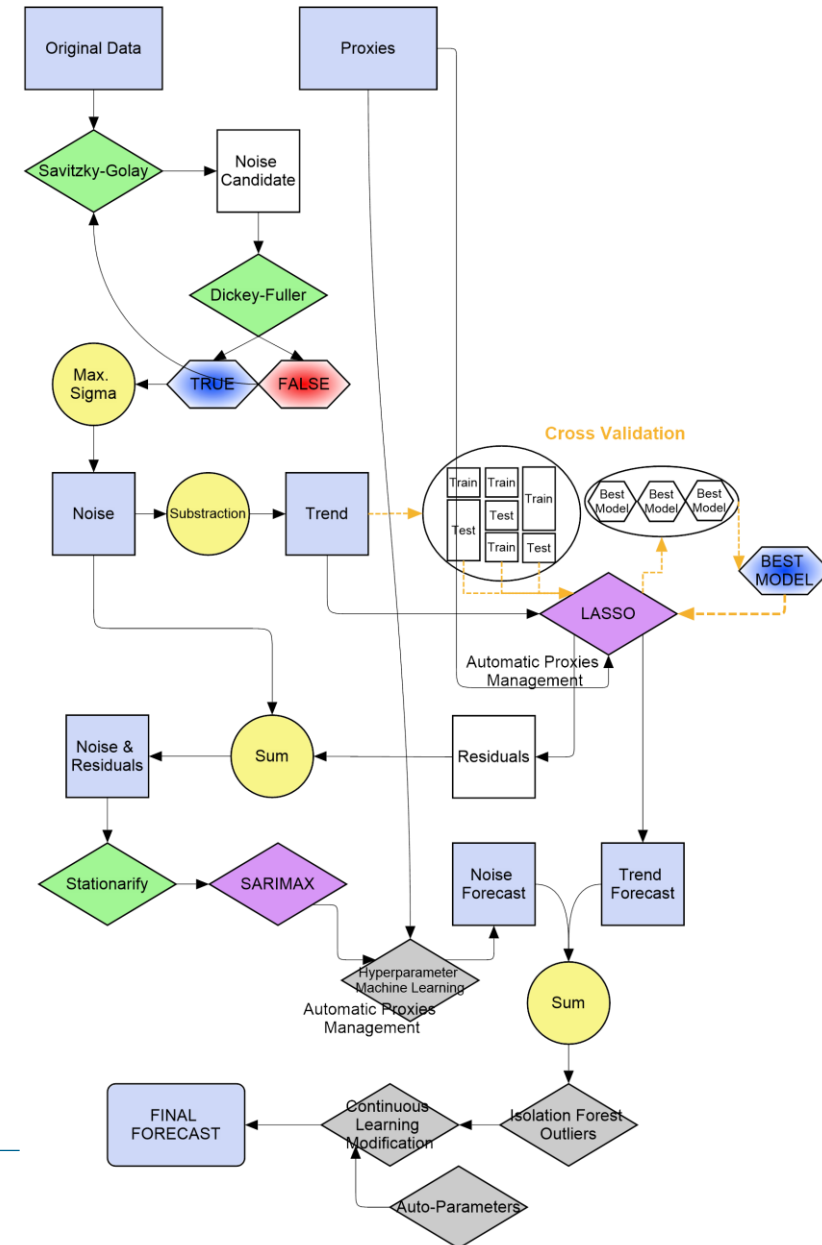 Original Data
Proxies
Savitzky-Golay
Noise
Candidate
Dickey-Fuller
Max.
Sigma
TRUE
FALSE
Cross Validation
Train
Train
Train
Test
Test
Train
Test
Best
Model
Best
Model
Best
Model
BEST
MODEL
Noise
Substraction
Trend
LASSO
Automatic Proxies
Management
Noise &
Residuals
Sum
Residuals
Stationarify
SARIMAX
Noise
Forecast
Trend
Forecast
Hyperparameter
Machine Learning
Automatic Proxies
Management
Sum
FINAL
FORECAST
Continuous
Learning
Modification
Isolation Forest
Outliers
Auto-Parameters